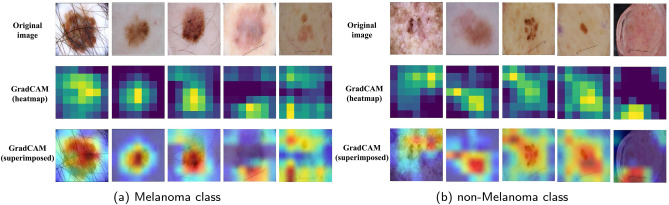 Original
image
GradCAM
(heatmap)
GradCAM
(superimposed)
(a) Melanoma class
Original
image
GradCAM
(heatmap)
GradCAM
(superimposed)
(b) non-Melanoma class